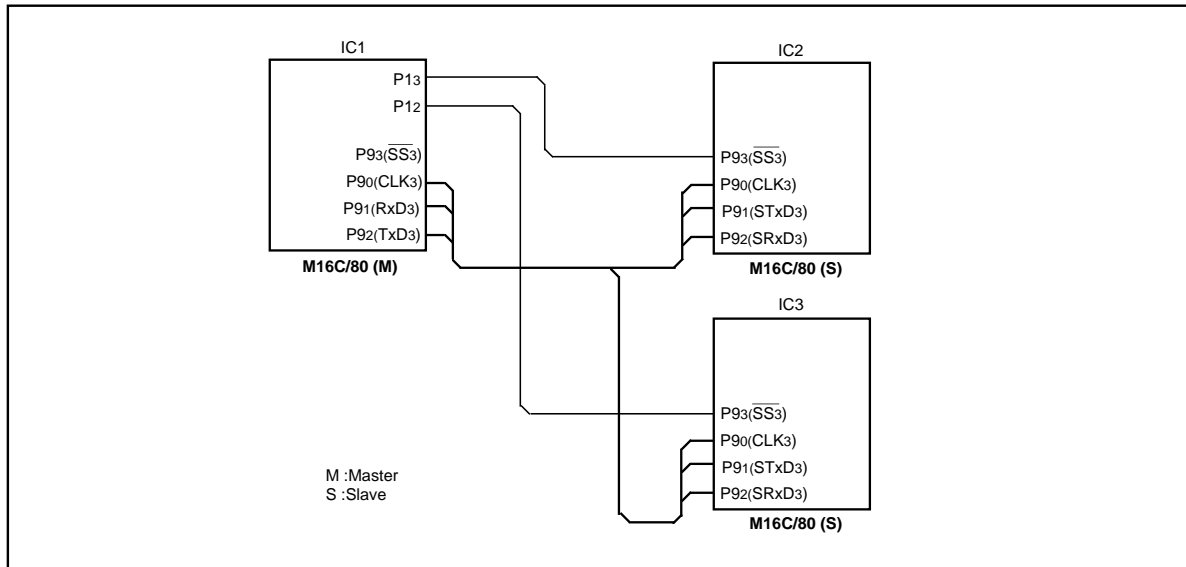 IC1
P13
P12
P93(SS3)
P90(CLK3)
P91(RxD3)
P92(TxD3)
M16C/80 (M)
IC2
P93(SS3)
P90(CLK3)
P91(STxD3)
P92(SRxD3)
M16C/80 (S)
IC3
P93(SS3)
P90(CLK3)
P91(STxD3)
P92(SRxD3)
M16C/80 (S)
M :Master
S :Slave